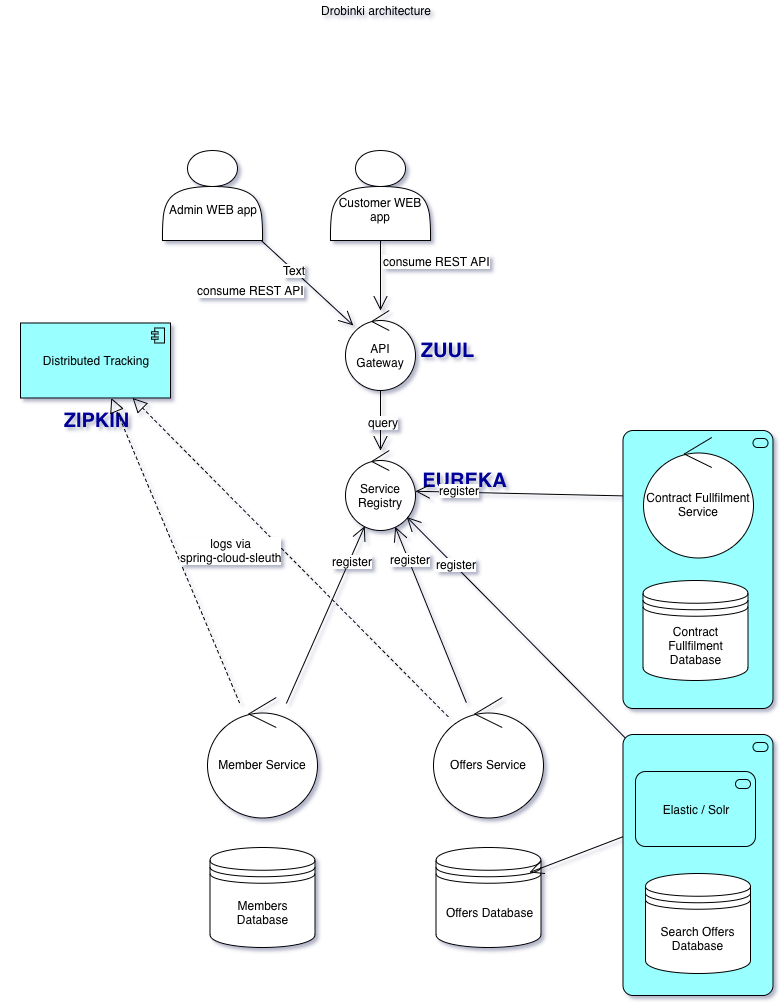 Drobinki architecture
Admin WEB app
Customer WEB
app
consume REST API
Text
consume REST API
API
Gateway
ZUUL
Distributed Tracking
ZIPKIN
query
Service
Registry
EUREKA
register
Contract Fullfilment
Service
logs via
spring-cloud-sleuth
register
register
register
Contract
Fullfilment
Database
Member Service
Offers Service
Elastic / Solr
Members
Database
Offers Database
Search Offers
Database